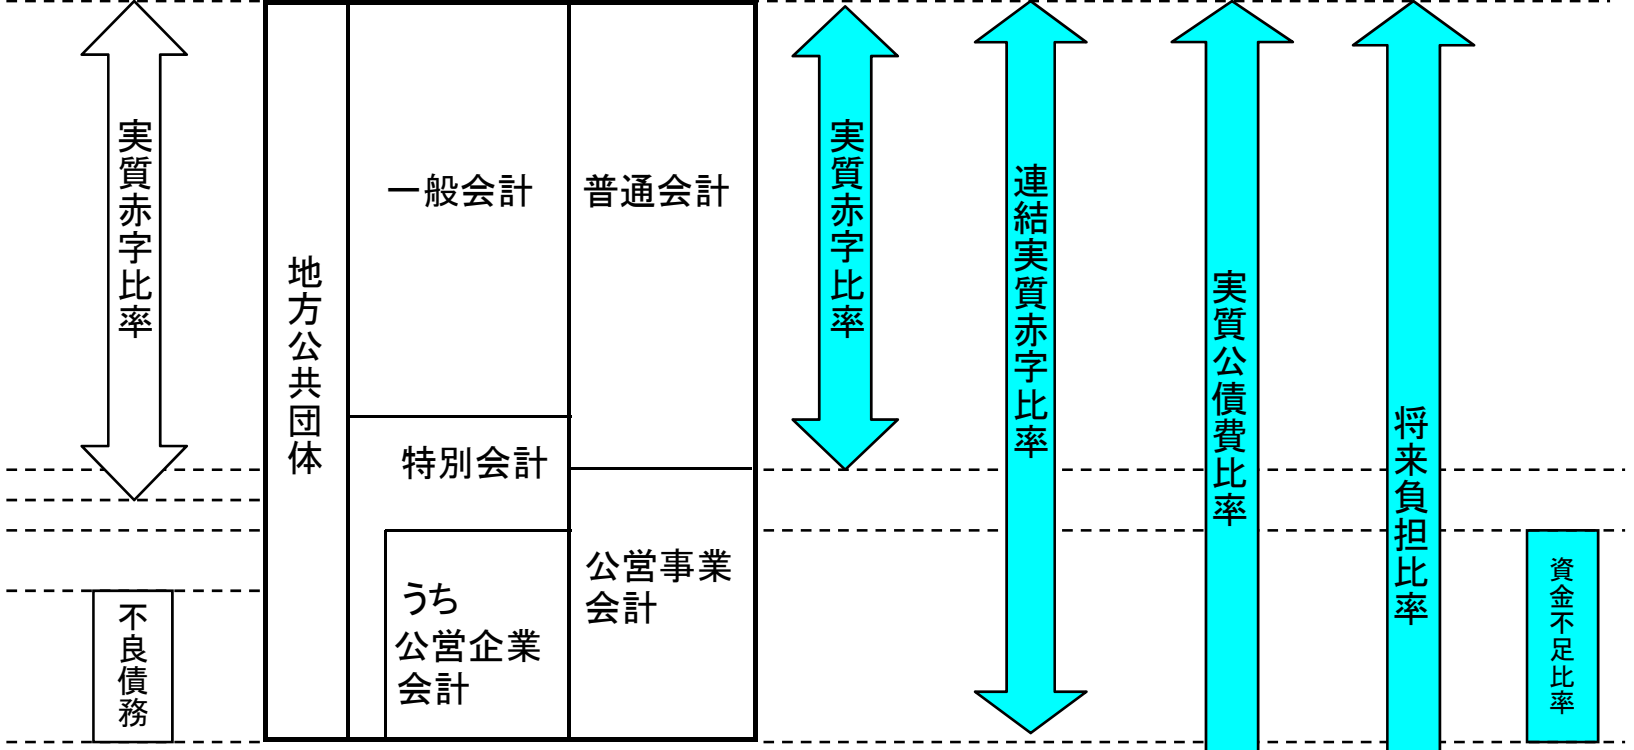 実質赤字比率
不良債務
地方公共団体
一般会計
特別会計
うち
公営企業
会計
普通会計
公営事業
会計
実質赤字比率
連結実質赤字比率
実質公債費比率
将来負担比率
資金不足比率